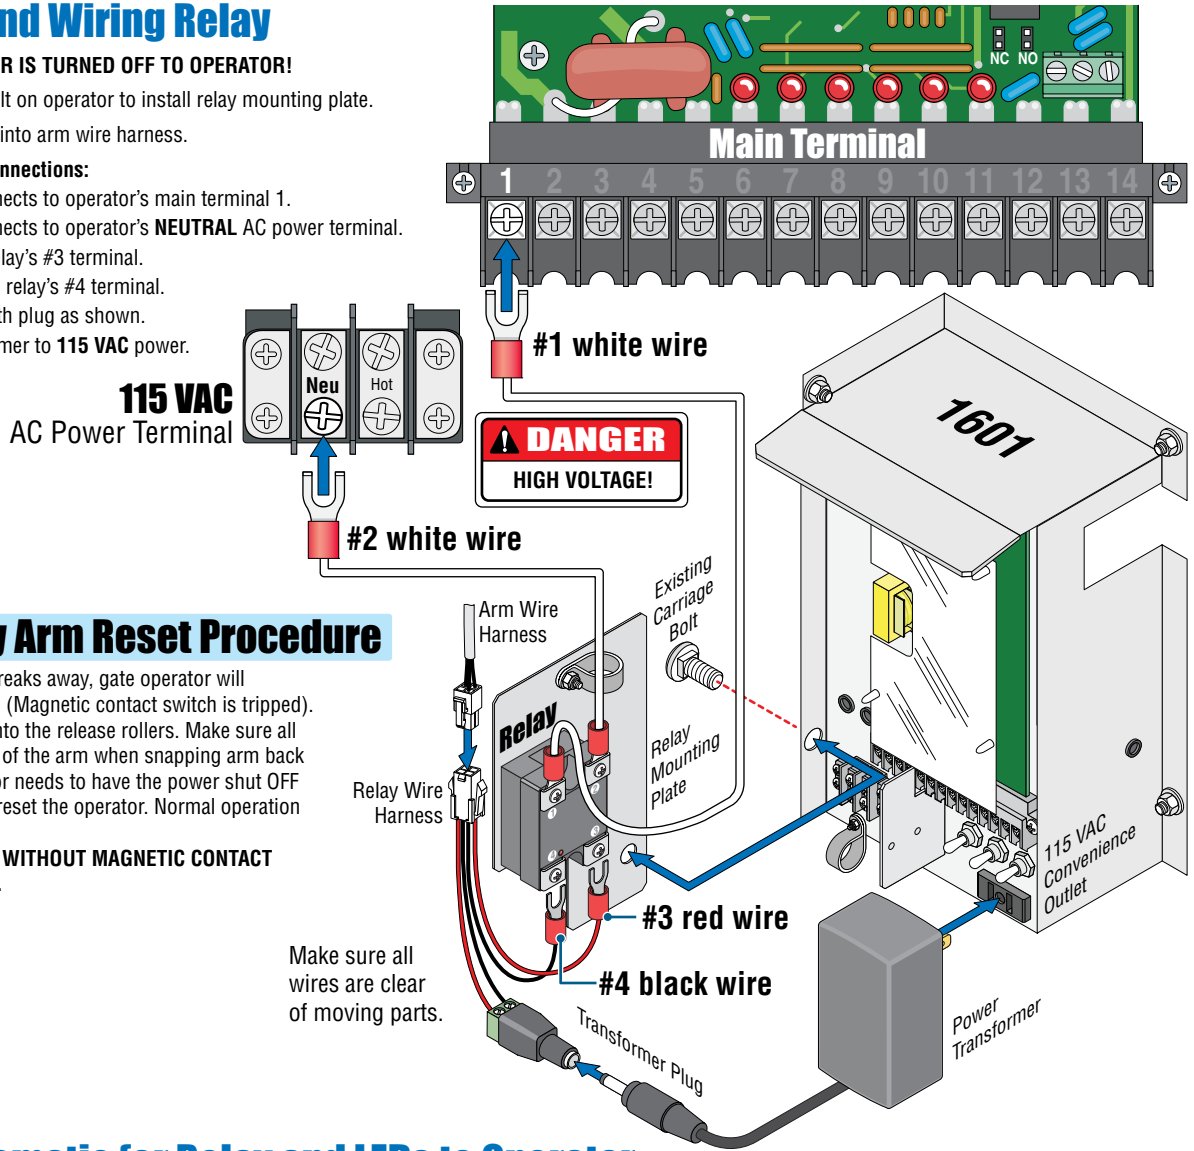 nd Wiring Relay
R IS TURNED OFF TO OPERATOR!
lt on operator to install relay mounting plate.
into arm wire harness.
nnections:
nects to operator's main terminal 1.
nects to operator's NEUTRAL AC power terminal.
lay's #3 terminal.
relay's #4 terminal.
th plug as shown.
mer to 115 VAC power.
NC NO
Main Terminal
1 2 3 4 5 6 7 8 9 10 11 12 13 14
#1 white wire
115 VAC
AC Power Terminal
Neu
Hot
DANGER
HIGH VOLTAGE!
#2 white wire
1601
y Arm Reset Procedure
reaks away, gate operator will
(Magnetic contact switch is tripped).
nto the release rollers. Make sure all
of the arm when snapping arm back
or needs to have the power shut OFF
reset the operator. Normal operation
WITHOUT MAGNETIC CONTACT
.
Arm Wire
Harness
Existing
Carriage
Bolt
Relay
1
2
3
4
Relay
Mounting
Plate
Relay Wire
Harness
115 VAC
Convenience
Outlet
#3 red wire
#4 black wire
Make sure all
wires are clear
of moving parts.
Transformer Plug
Power
Transformer